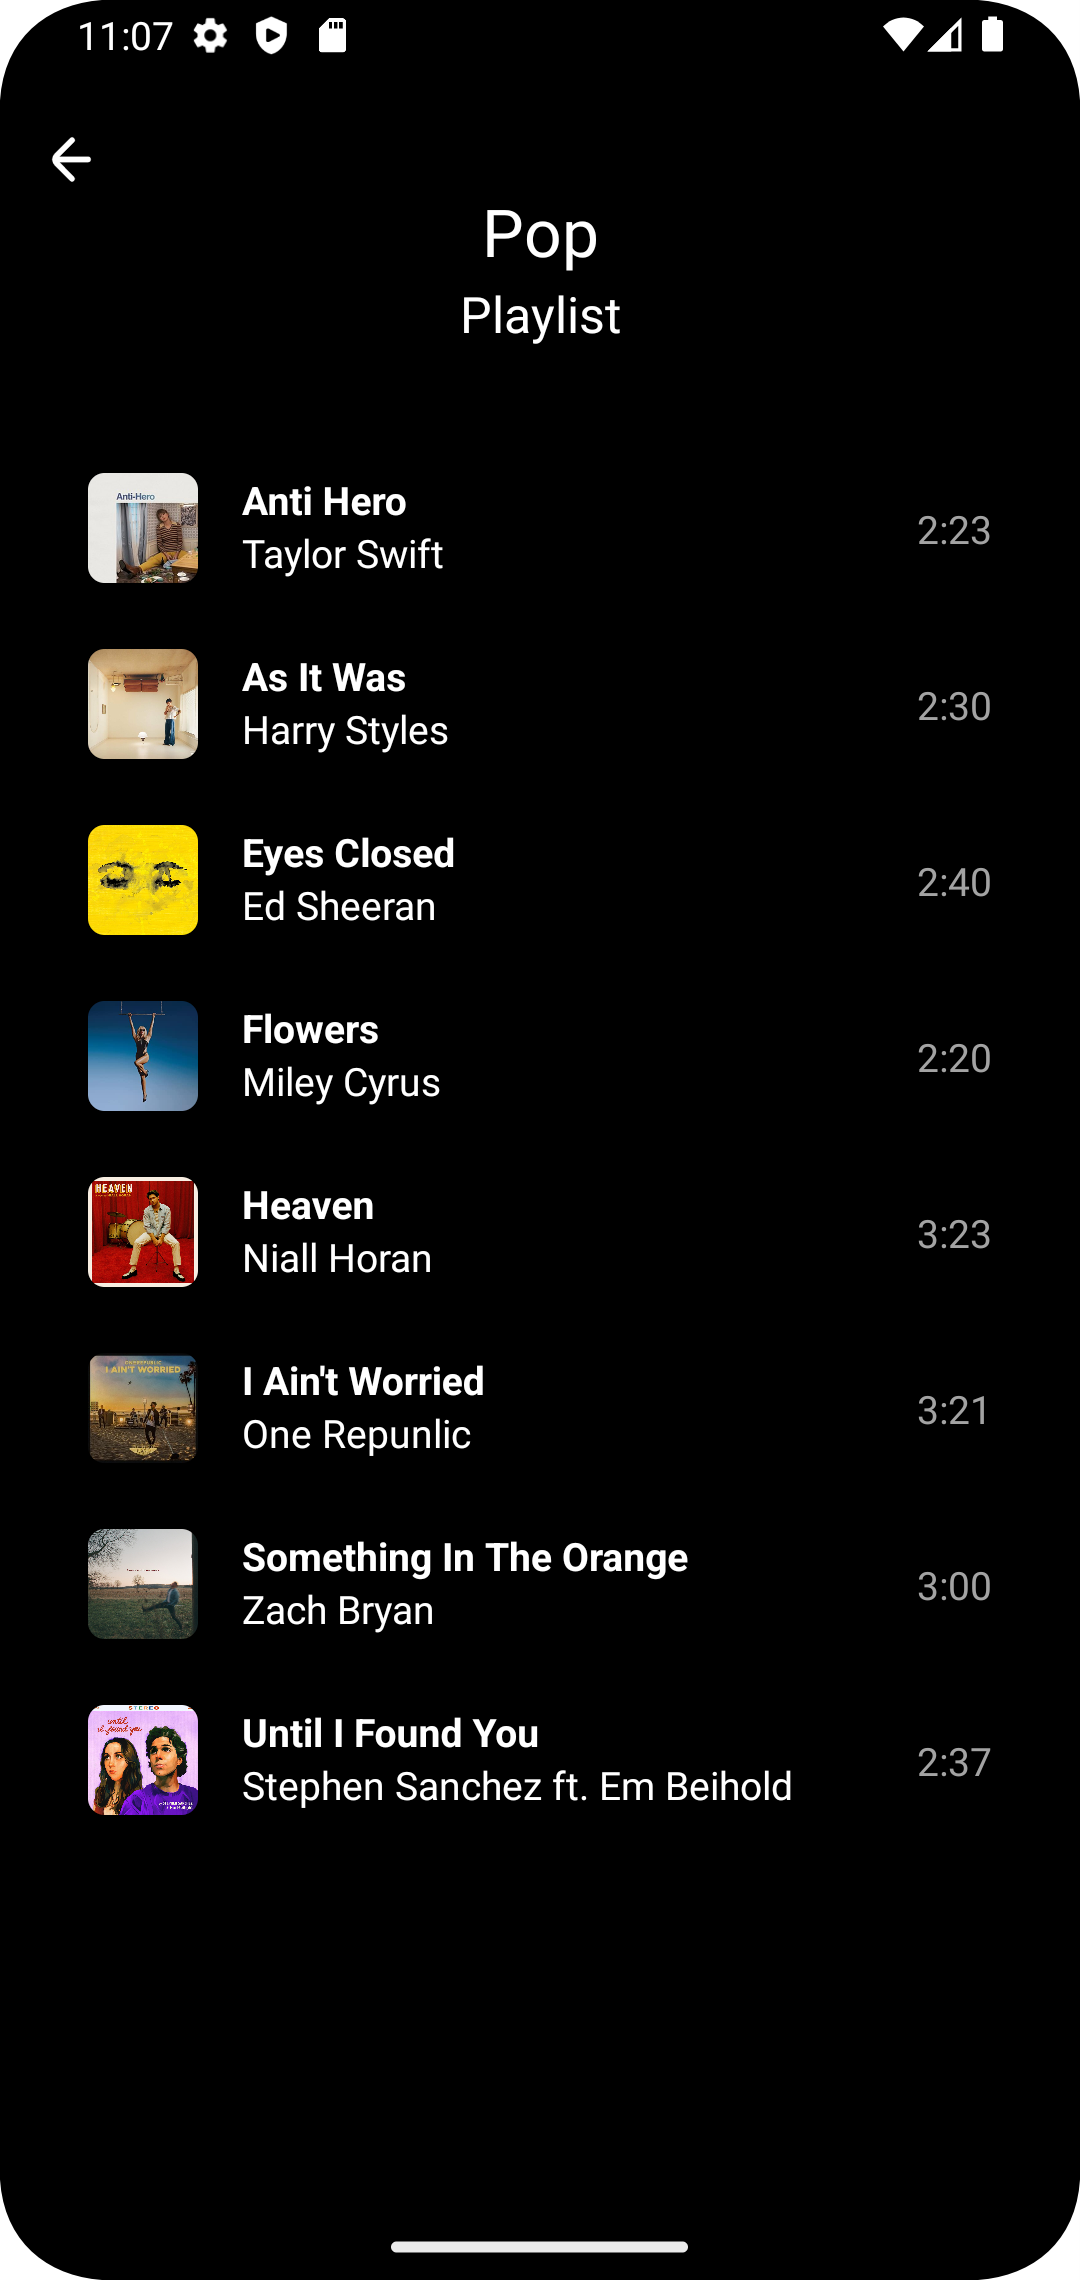 11:07
Pop
Playlist
Anti-Hero
Anti Hero
Taylor Swift
2:23
As It Was
Harry Styles
2:30
Eyes Closed
Ed Sheeran
2:40
Flowers
Miley Cyrus
2:20
HEAVEN
Heaven
Niall Horan
3:23
ONEREPUBLIC
I AIN'T WORRIED
I Ain't Worried
One Repunlic
3:21
Something In The Orange
Zach Bryan
3:00
STEREO
until
i found you
Until I Found You
Stephen Sanchez ft. Em Beihold
2:37